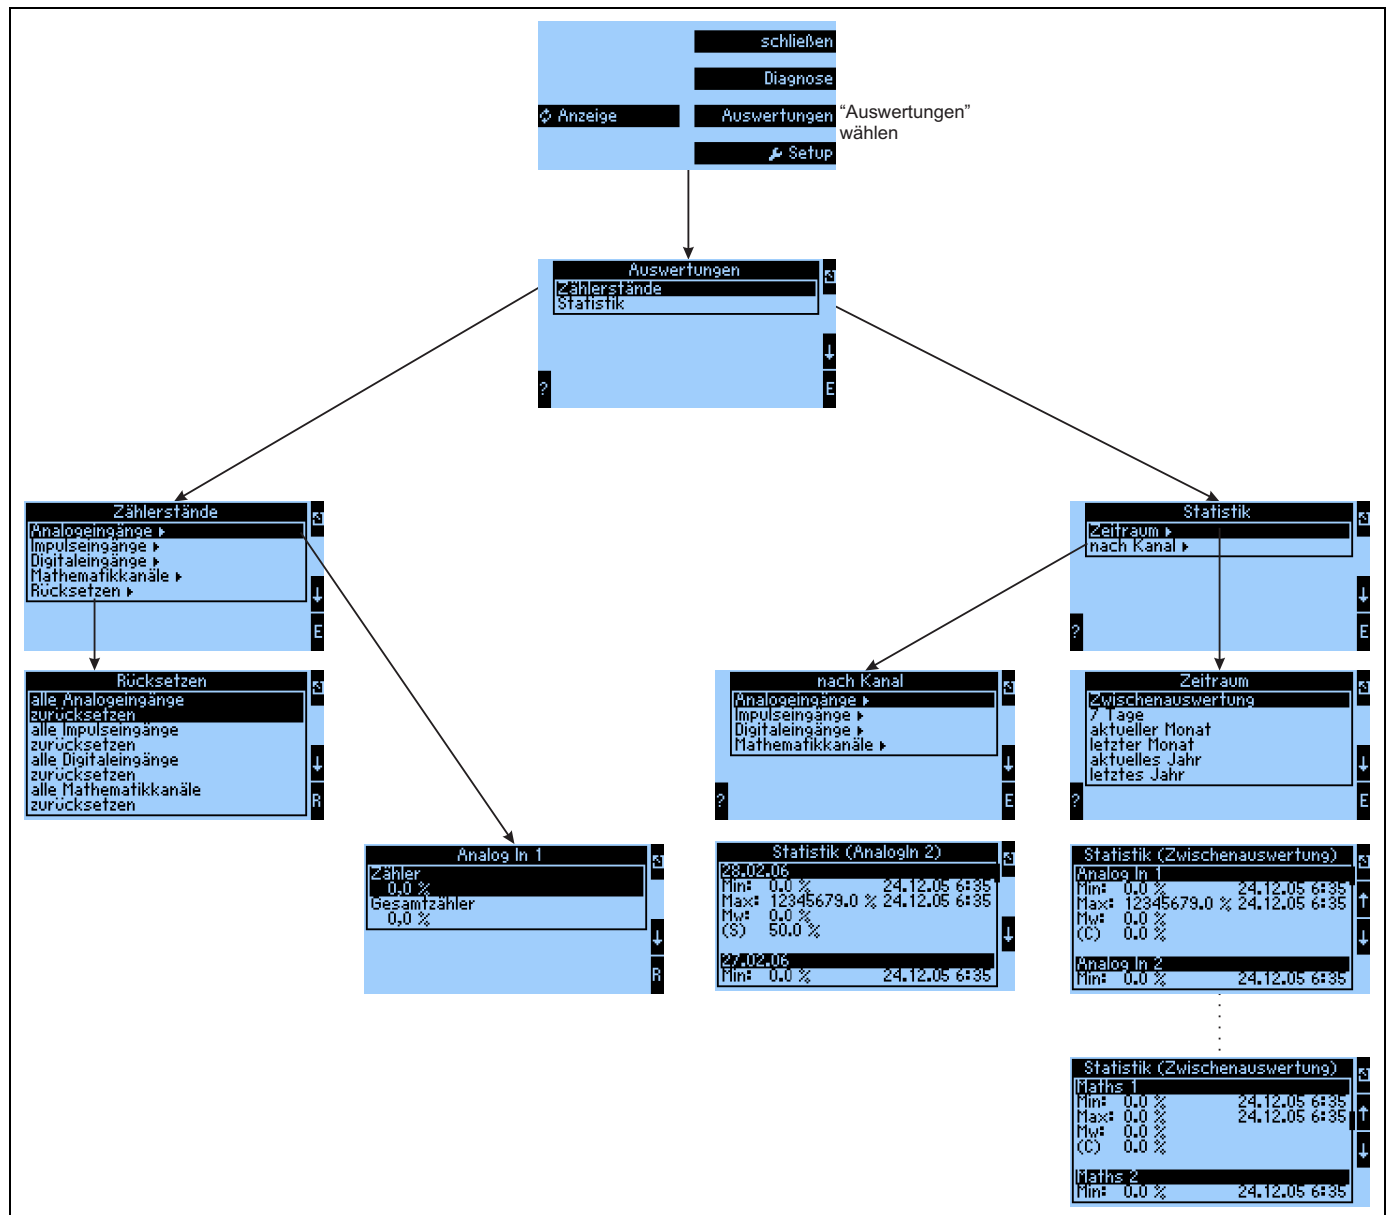 schließen
Diagnose
Anzeige
Auswertungen
"Auswertungen"
wählen
Setup
Auswertungen
Zählerstände
Statistik
?
E
Zählerstände
Analogeingänge
Impulseingänge
Digitaleingänge
Mathematikkanäle
Rücksetzen
E
Statistik
Zeitraum
nach Kanal
?
E
Rücksetzen
alle Analogeingänge
zurücksetzen
alle Impulseingänge
zurücksetzen
alle Digitaleingänge
zurücksetzen
alle Mathematikkanäle
zurücksetzen
R
nach Kanal
Analogeingänge
Impulseingänge
Digitaleingänge
Mathematikkanäle
?
E
Zeitraum
Zwischenauswertung
7 Tage
aktueller Monat
letzter Monat
aktuelles Jahr
letztes Jahr
?
E
Analog In 1
Zähler
0,0 %
Gesamtzähler
0,0 %
R
Statistik (AnalogIn 2)
28.02.06
Min: 0.0 % 24.12.05 6:35
Max: 12345679.0 % 24.12.05 6:35
Mw: 0.0 %
(S) 50.0 %
27.02.06
Min: 0.0 % 24.12.05 6:35
Statistik (Zwischenauswertung)
Analog In 1
Min: 0.0 % 24.12.05 6:35
Max: 12345679.0 % 24.12.05 6:35
Mw: 0.0 %
(C) 0.0 %
Analog In 2
Min: 0.0 % 24.12.05 6:35
Statistik (Zwischenauswertung)
Maths 1
Min: 0.0 % 24.12.05 6:35
Max: 0.0 % 24.12.05 6:35
Mw: 0.0 %
(C) 0.0 %
Maths 2
Min: 0.0 % 24.12.05 6:35